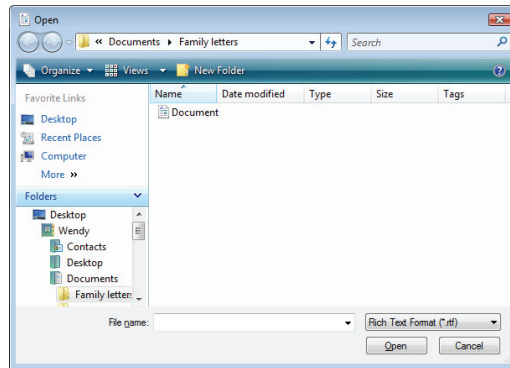 Open
« Documents ▸ Family letters
Search
Organize
Views
New Folder
Favorite Links
Desktop
Recent Places
Computer
More »
Folders
Desktop
Wendy
Contacts
Desktop
Documents
Family letters
Name Date modified Type Size Tags
Document
File name:
Rich Text Format (*.rtf)
Open Cancel